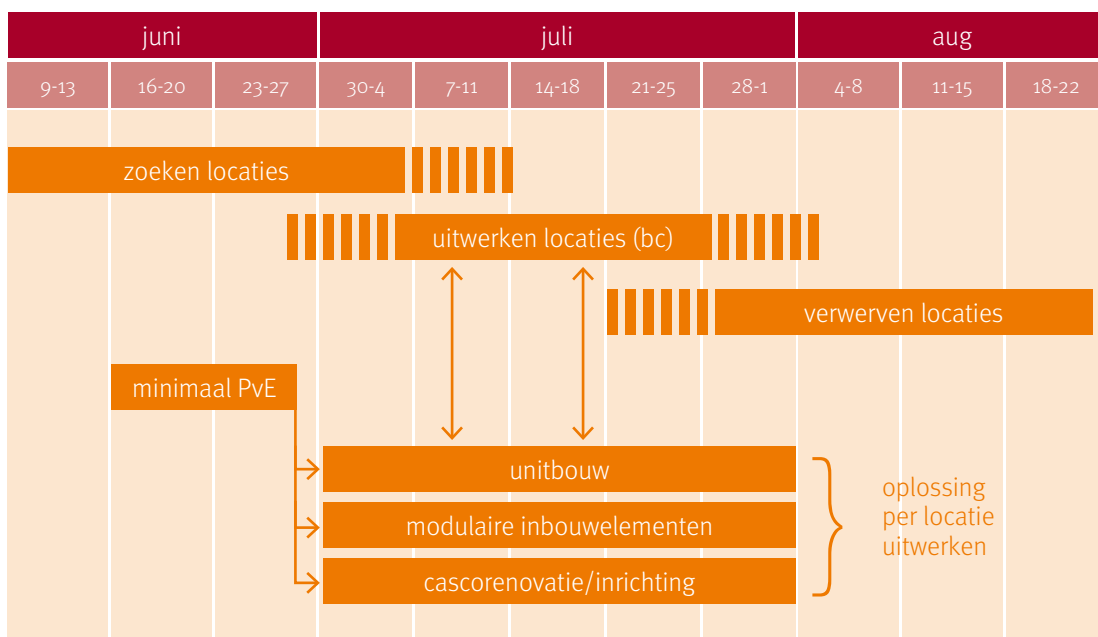 juni juli aug
9-13 16-20 23-27 30-4 7-11 14-18 21-25 28-1 4-8 11-15 18-22
zoeken locaties
uitwerken locaties (bc)
verwerven locaties
minimaal PvE
unitbouw
modulaire inbouwelementen
cascorenovatie/inrichting
oplossing
per locatie
uitwerken